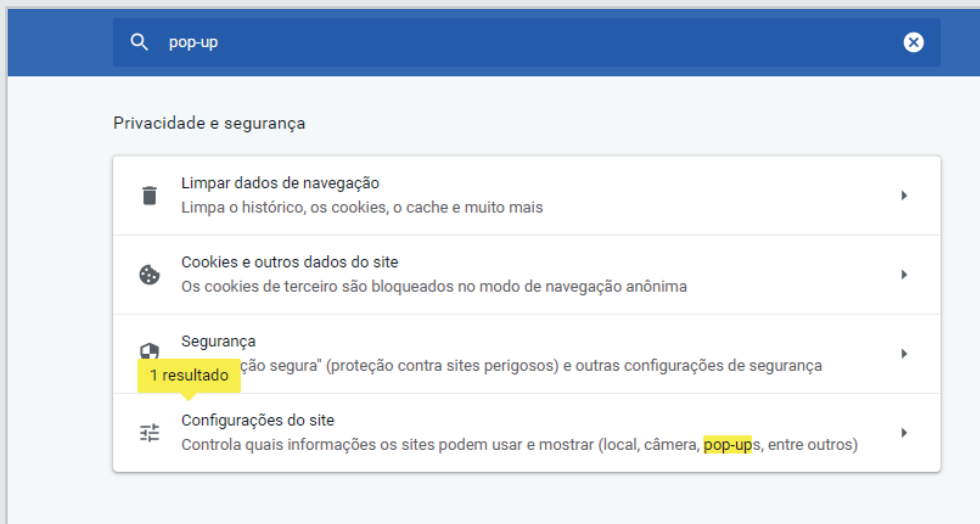 pop-up
Privacidade e segurança
Limpar dados de navegação
Limpa o histórico, os cookies, o cache e muito mais
Cookies e outros dados do site
Os cookies de terceiro são bloqueados no modo de navegação anônima
Segurança
ção segura" (proteção contra sites perigosos) e outras configurações de segurança
1 resultado
Configurações do site
Controla quais informações os sites podem usar e mostrar (local, câmera, pop-ups, entre outros)